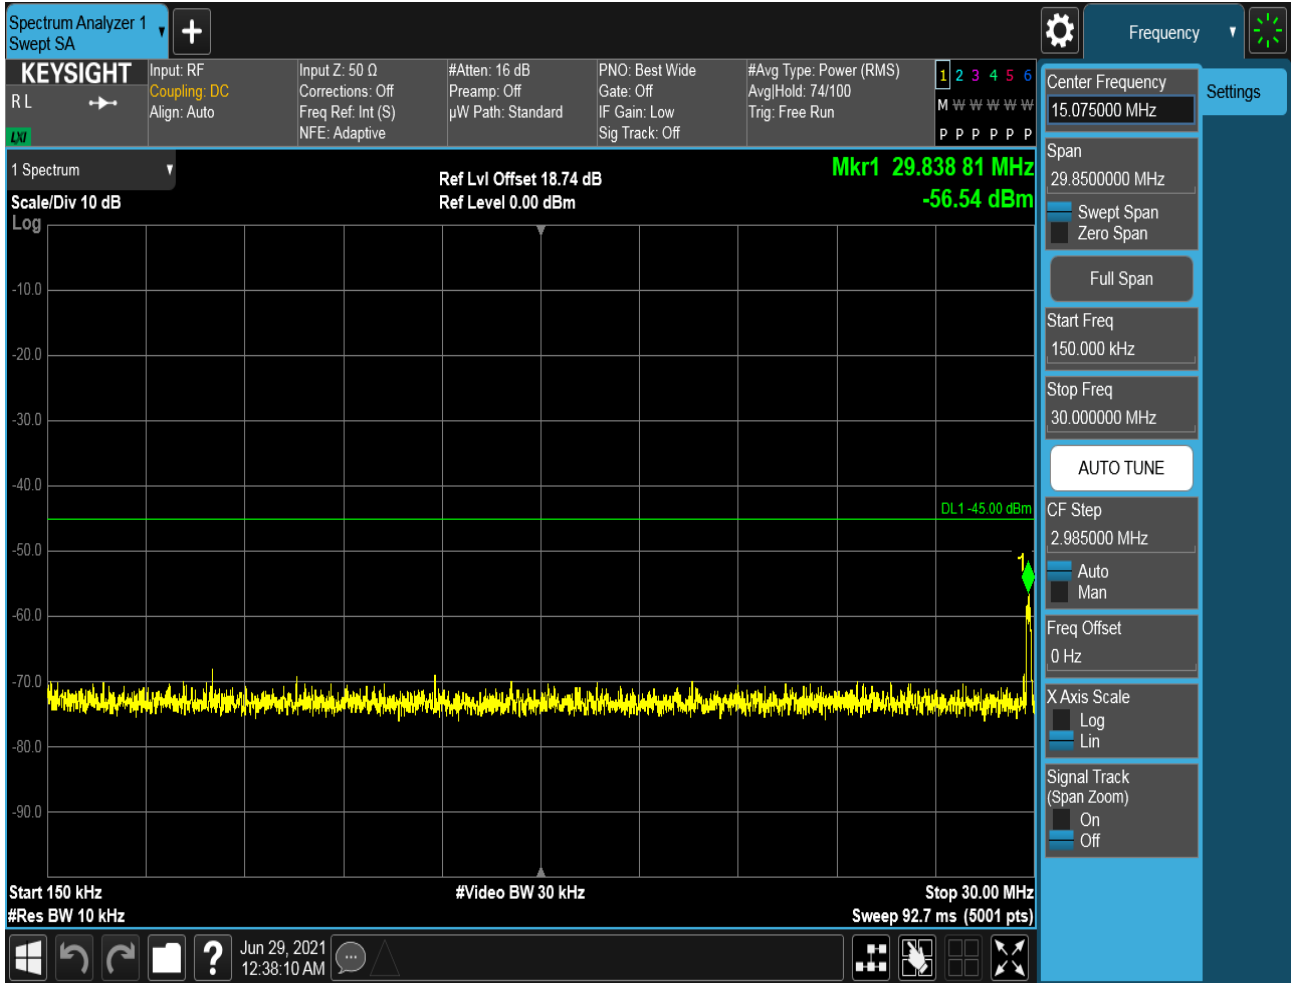 Spectrum Analyzer 1
Swept SA
Frequency
KEYSIGHT
R L
LXI
Input: RF
Coupling: DC
Align: Auto
Input Z: 50 Ω
Corrections: Off
Freq Ref: Int (S)
NFE: Adaptive
#Atten: 16 dB
Preamp: Off
µW Path: Standard
PNO: Best Wide
Gate: Off
IF Gain: Low
Sig Track: Off
#Avg Type: Power (RMS)
Avg|Hold: 74/100
Trig: Free Run
1 2 3 4 5 6
M W W W W W
P P P P P P
1 Spectrum
Scale/Div 10 dB
Log
Ref Lvl Offset 18.74 dB
Ref Level 0.00 dBm
Mkr1 29.838 81 MHz
-56.54 dBm
-10.0
-20.0
-30.0
-40.0
DL1 -45.00 dBm
-50.0
1
-60.0
-70.0
-80.0
-90.0
Start 150 kHz
#Video BW 30 kHz
Stop 30.00 MHz
#Res BW 10 kHz
Sweep 92.7 ms (5001 pts)
Jun 29, 2021
12:38:10 AM
Center Frequency
15.075000 MHz
Settings
Span
29.8500000 MHz
Swept Span
Zero Span
Full Span
Start Freq
150.000 kHz
Stop Freq
30.000000 MHz
AUTO TUNE
CF Step
2.985000 MHz
Auto
Man
Freq Offset
0 Hz
X Axis Scale
Log
Lin
Signal Track
(Span Zoom)
On
Off